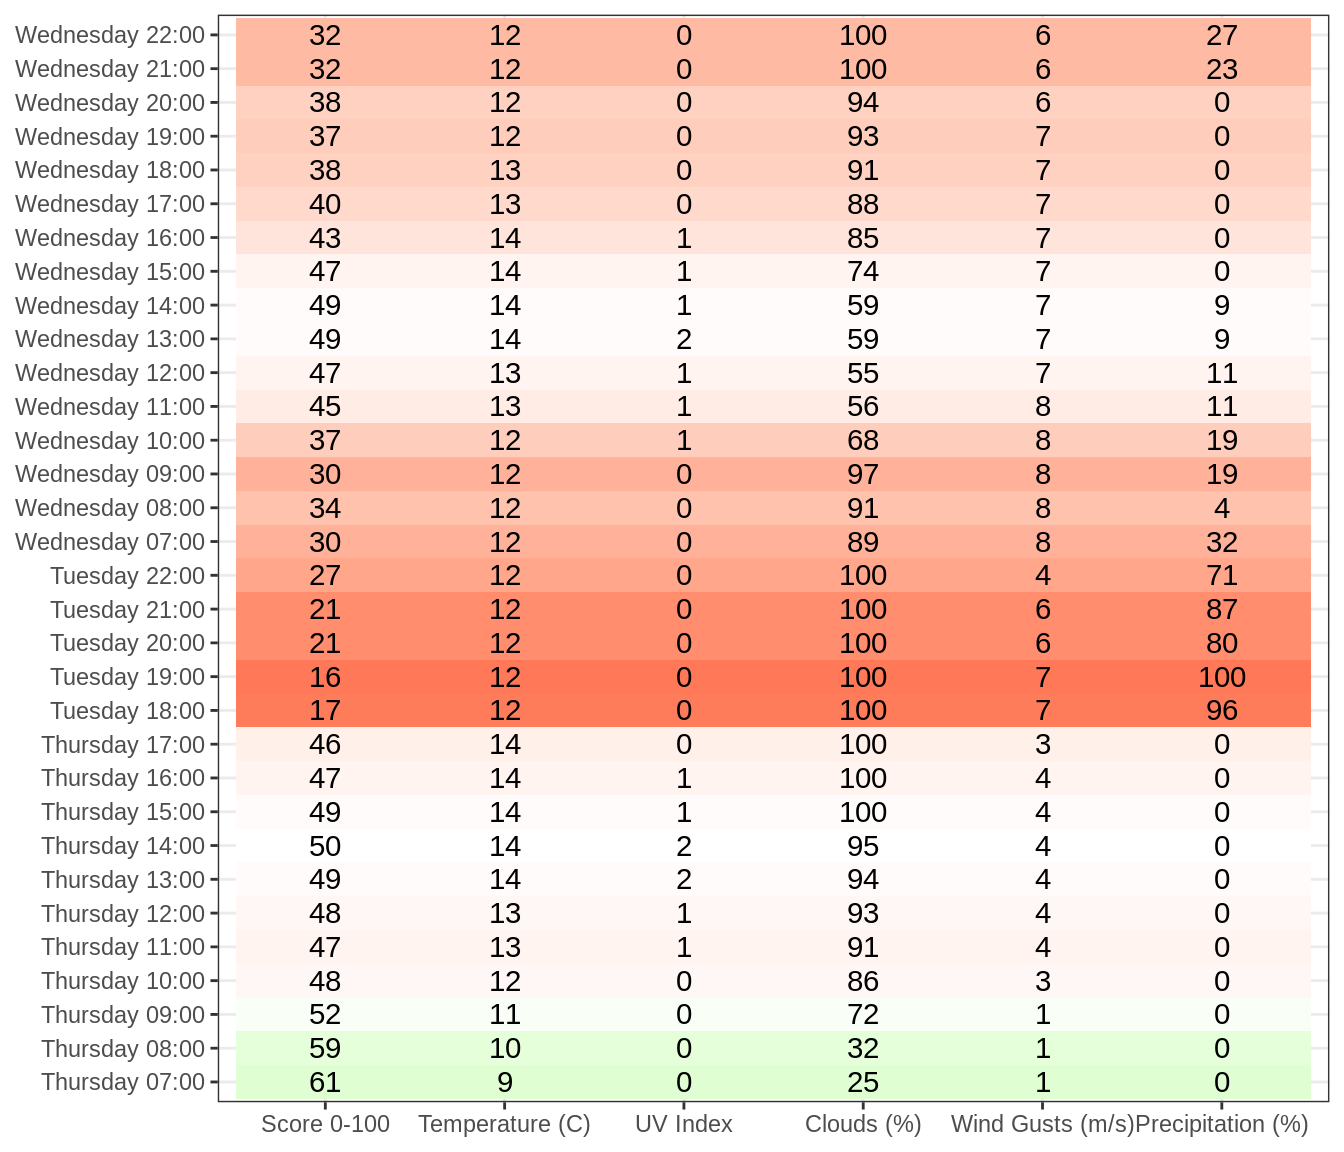 Wednesday 22:00 32 12 0 100 6 27
Wednesday 21:00 32 12 0 100 6 23
Wednesday 20:00 38 12 0 94 6 0
Wednesday 19:00 37 12 0 93 7 0
Wednesday 18:00 38 13 0 91 7 0
Wednesday 17:00 40 13 0 88 7 0
Wednesday 16:00 43 14 1 85 7 0
Wednesday 15:00 47 14 1 74 7 0
Wednesday 14:00 49 14 1 59 7 9
Wednesday 13:00 49 14 2 59 7 9
Wednesday 12:00 47 13 1 55 7 11
Wednesday 11:00 45 13 1 56 8 11
Wednesday 10:00 37 12 1 68 8 19
Wednesday 09:00 30 12 0 97 8 19
Wednesday 08:00 34 12 0 91 8 4
Wednesday 07:00 30 12 0 89 8 32
Tuesday 22:00 27 12 0 100 4 71
Tuesday 21:00 21 12 0 100 6 87
Tuesday 20:00 21 12 0 100 6 80
Tuesday 19:00 16 12 0 100 7 100
Tuesday 18:00 17 12 0 100 7 96
Thursday 17:00 46 14 0 100 3 0
Thursday 16:00 47 14 1 100 4 0
Thursday 15:00 49 14 1 100 4 0
Thursday 14:00 50 14 2 95 4 0
Thursday 13:00 49 14 2 94 4 0
Thursday 12:00 48 13 1 93 4 0
Thursday 11:00 47 13 1 91 4 0
Thursday 10:00 48 12 0 86 3 0
Thursday 09:00 52 11 0 72 1 0
Thursday 08:00 59 10 0 32 1 0
Thursday 07:00 61 9 0 25 1 0
Score 0-100 Temperature (C) UV Index Clouds (%) Wind Gusts (m/s) Precipitation (%)